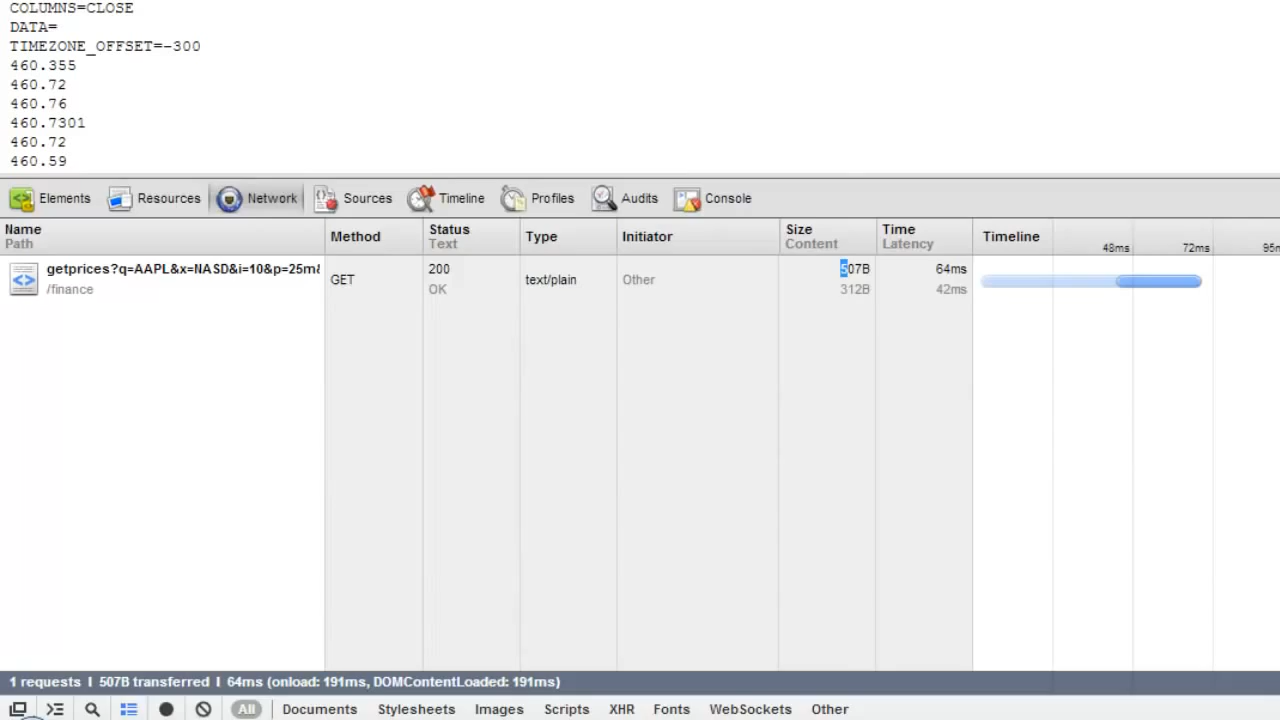 COLUMNS=CLOSE
DATA=
TIMEZONE_OFFSET=-300
460.355
460.72
460.76
460.7301
460.72
460.59
Elements Resources Network Sources Timeline Profiles Audits Console
Name Method Status Type Initiator Size Time Timeline
Path Text Content Latency 48ms 72ms 95m
getprices?q=AAPL&x=NASD&i=10&p=25m& GET 200 text/plain Other 507B 64ms
/finance OK 312B 42ms
1 requests | 507B transferred | 64ms (onload: 191ms, DOMContentLoaded: 191ms)
All Documents Stylesheets Images Scripts XHR Fonts WebSockets Other